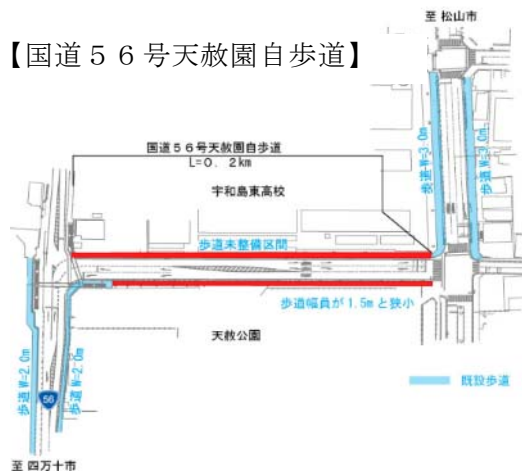 至 松山市
【国道５６号天赦園自歩道】
国道５６号天赦園自歩道
L=0．2km
宇和島東高校
歩道W=3.0m
歩道W=3.0m
歩道未整備区間
歩道幅員が1.5mと狭小
天赦公園
歩道W=2.0m
歩道W=2.0m
56
既設歩道
至 四万十市